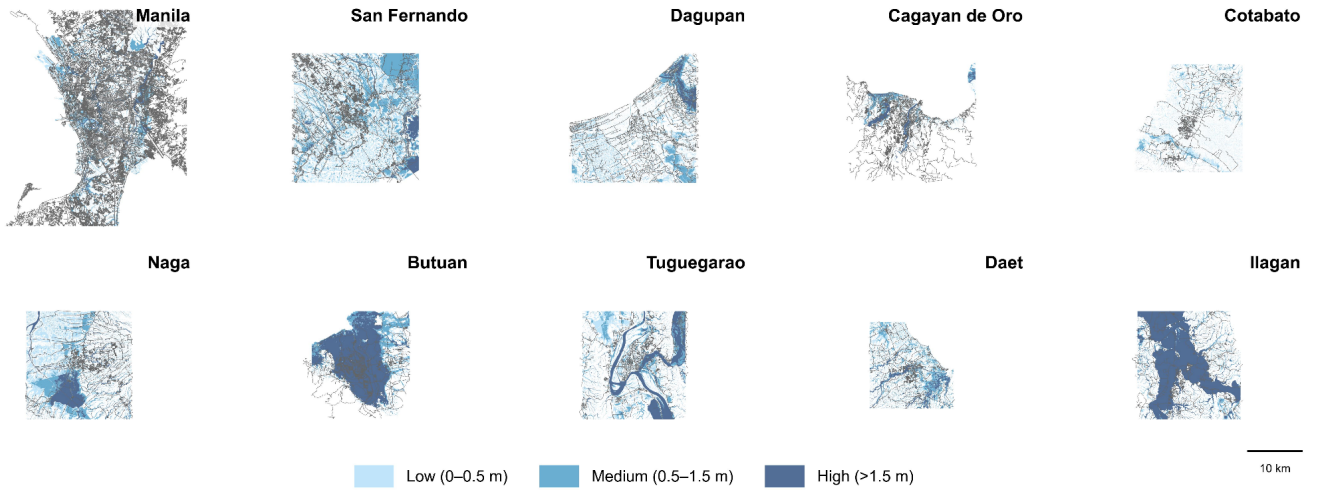 Manila
San Fernando
Dagupan
Cagayan de Oro
Cotabato
Naga
Butuan
Tuguegarao
Daet
Ilagan
Low (0–0.5 m)
Medium (0.5–1.5 m)
High (>1.5 m)
10 km